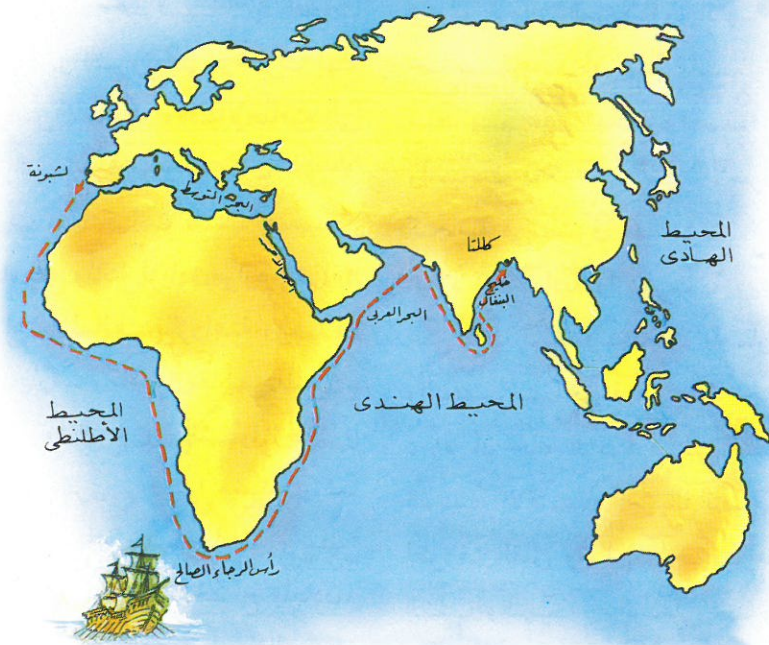 لشبونة
البحر المتوسط
المحيط
الهادى
كلكتا
خليج
البنغال
البحر العربى
المحيط الهندى
المحيط
الأطلنطى
رأس الرجاء الصالح